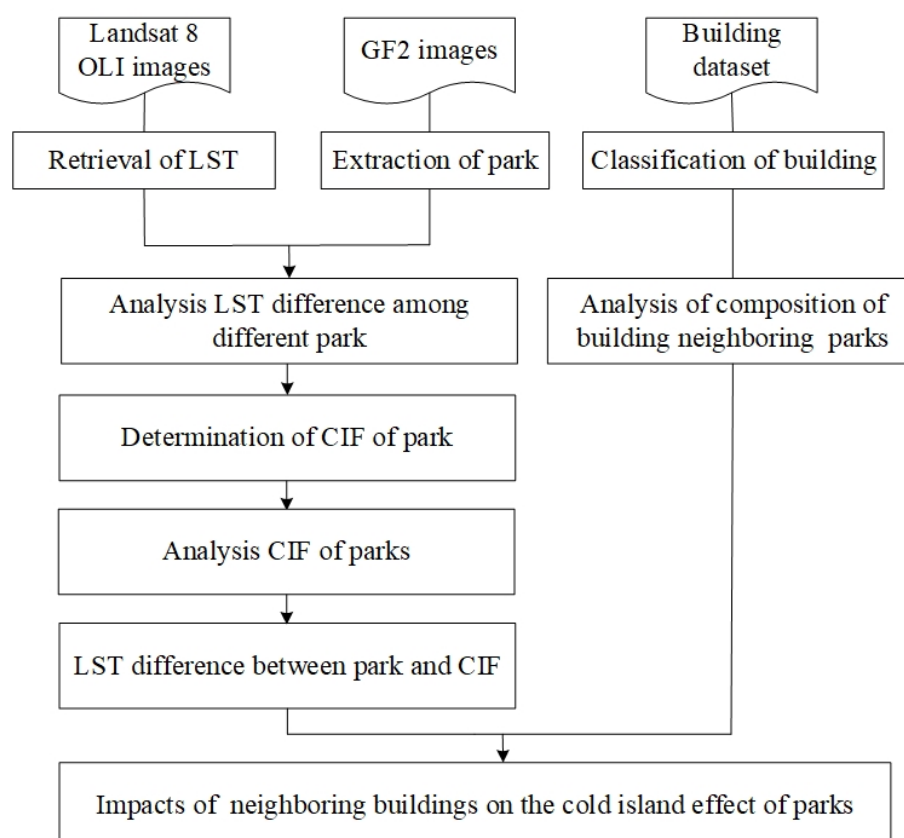 Landsat 8
OLI images
GF2 images
Building
dataset
Retrieval of LST
Extraction of park
Classification of building
Analysis LST difference among
different park
Analysis of composition of
building neighboring parks
Determination of CIF of park
Analysis CIF of parks
LST difference between park and CIF
Impacts of neighboring buildings on the cold island effect of parks